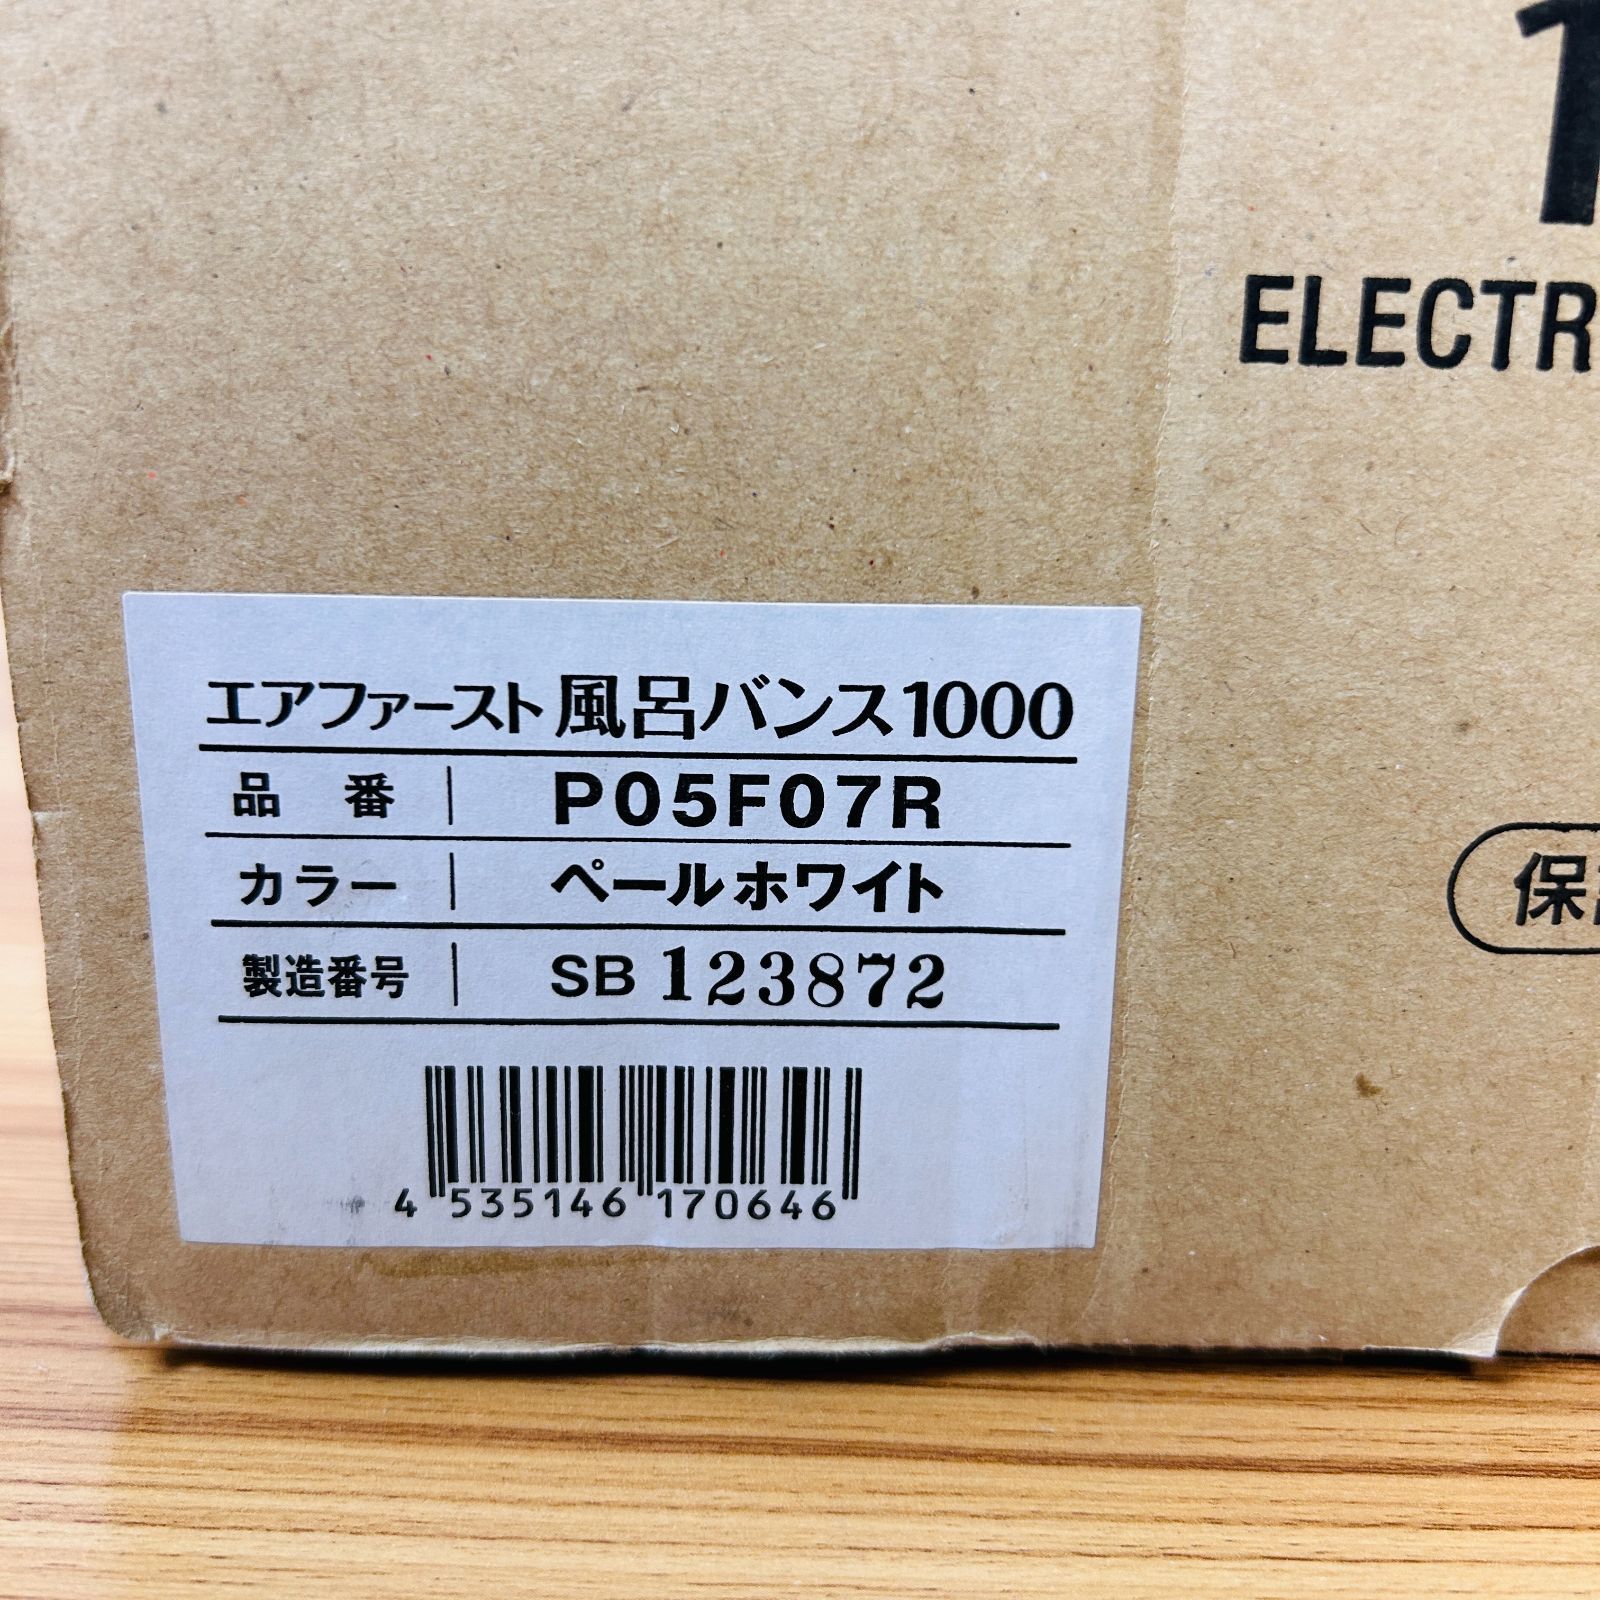 ELECTR
エアファースト 風呂バンス1000
品番 P05F07R
カラー ペールホワイト
製造番号 SB 123872
4 535146 170646
保